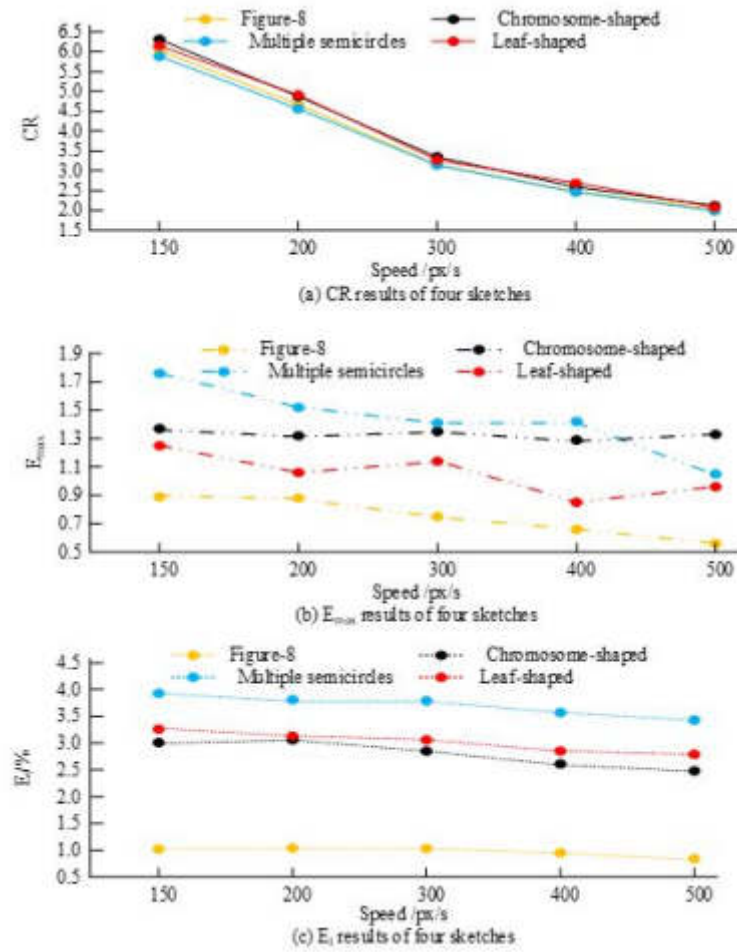 Figure-8 Chromosome-shaped
Multiple semicircles Leaf-shaped
6.5
6.0
5.5
5.0
4.5
4.0
3.5
3.0
2.5
2.0
1.5
CR
150 200 300 400 500
Speed /px/s
(a) CR results of four sketches
Figure-8 Chromosome-shaped
Multiple semicircles Leaf-shaped
1.9
1.7
1.5
1.3
1.1
0.9
0.7
0.5
Emax
150 200 300 400 500
Speed /px/s
(b) Emax results of four sketches
Figure-8 Chromosome-shaped
Multiple semicircles Leaf-shaped
4.5
4.0
3.5
3.0
2.5
2.0
1.5
1.0
0.5
150 200 300 400 500
Speed /px/s
(c) results of four sketches